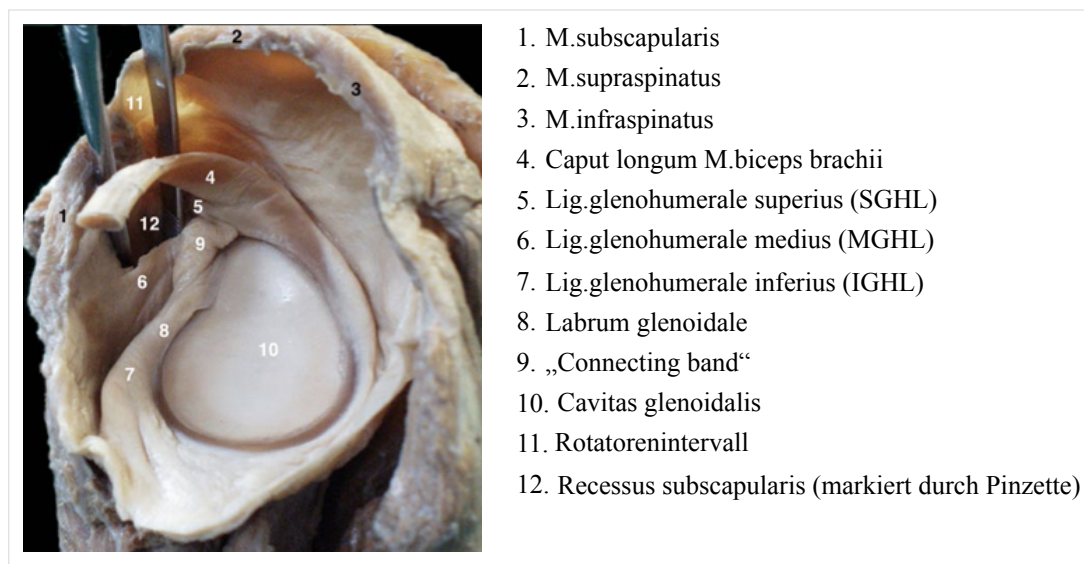 2
3
11
4
1
5
12
9
6
8
10
7
1. M.subscapularis
2. M.supraspinatus
3. M.infraspinatus
4. Caput longum M.biceps brachii
5. Lig.glenohumerale superius (SGHL)
6. Lig.glenohumerale medius (MGHL)
7. Lig.glenohumerale inferius (IGHL)
8. Labrum glenoidale
9. „Connecting band“
10. Cavitas glenoidalis
11. Rotatorenintervall
12. Recessus subscapularis (markiert durch Pinzette)